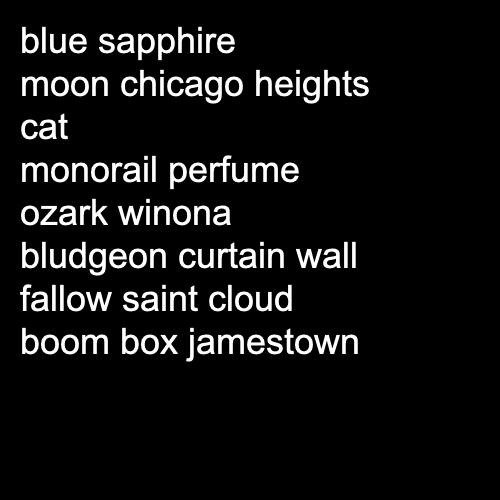 blue sapphire
moon chicago heights
cat
monorail perfume
ozark winona
bludgeon curtain wall
fallow saint cloud
boom box jamestown